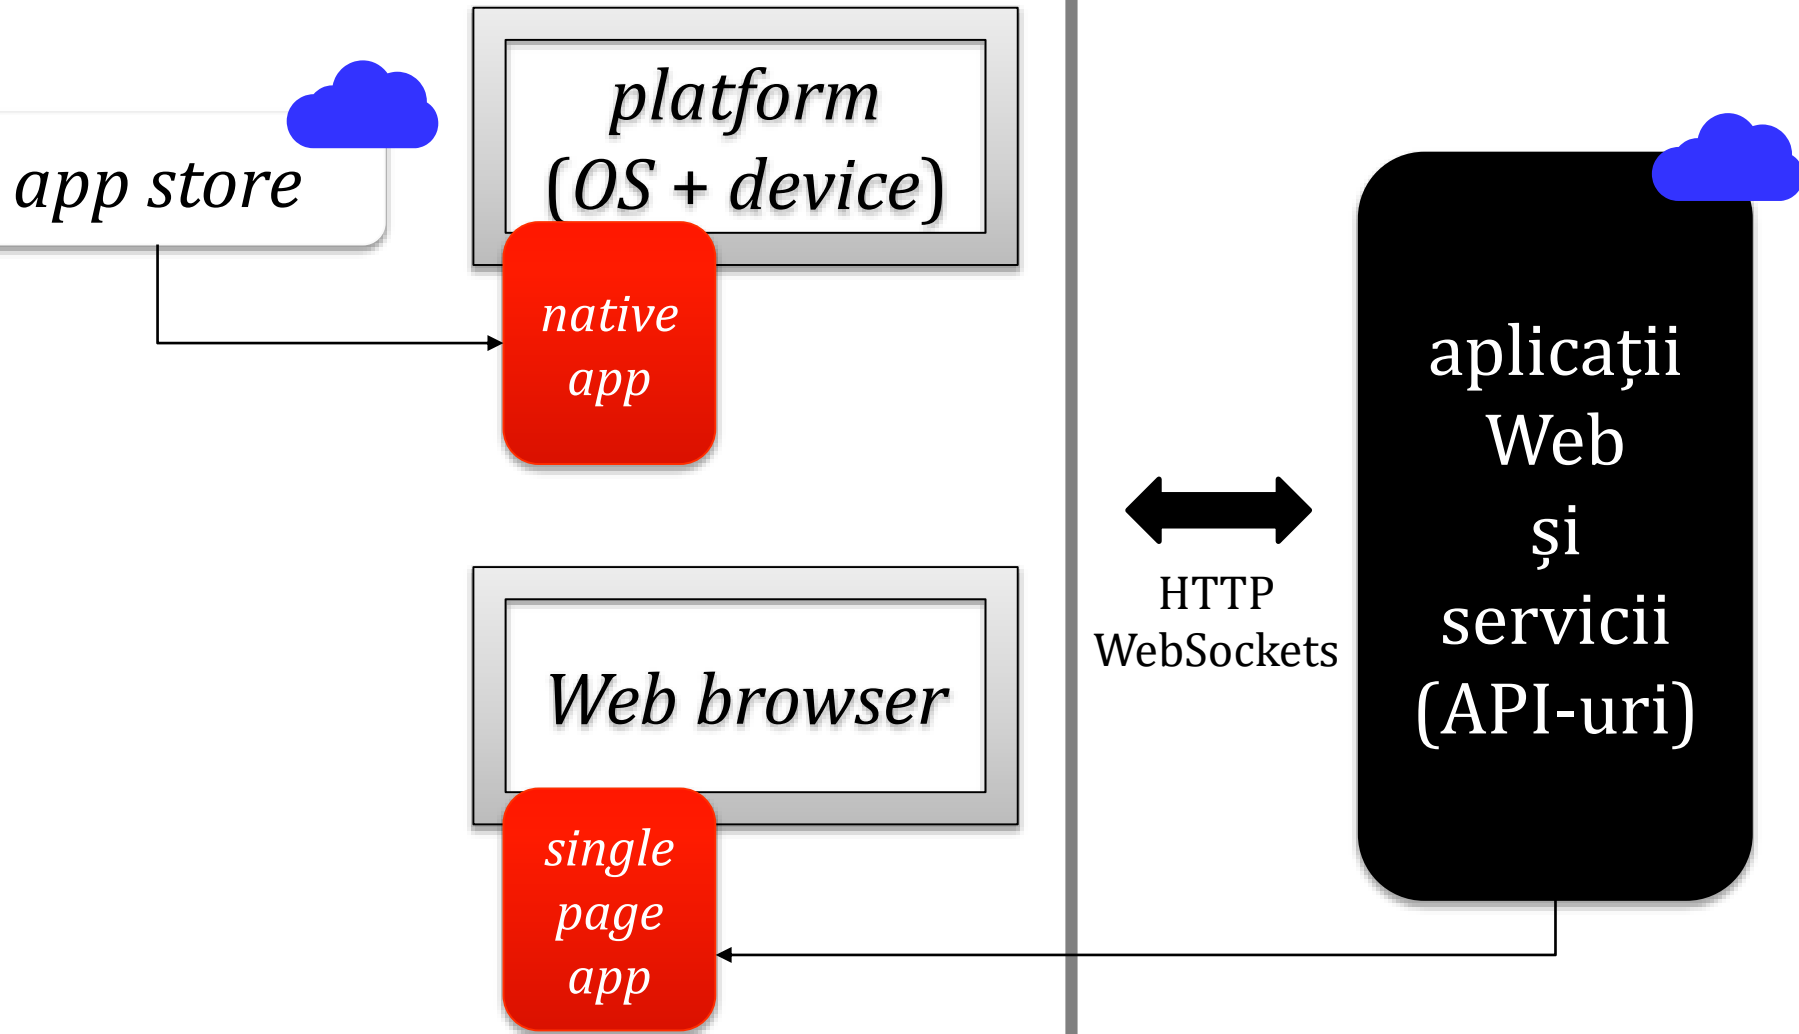 app store
platform
(OS + device)
native
app
Web browser
single
page
app
HTTP
WebSockets
aplicații
Web
și
servicii
(API-uri)